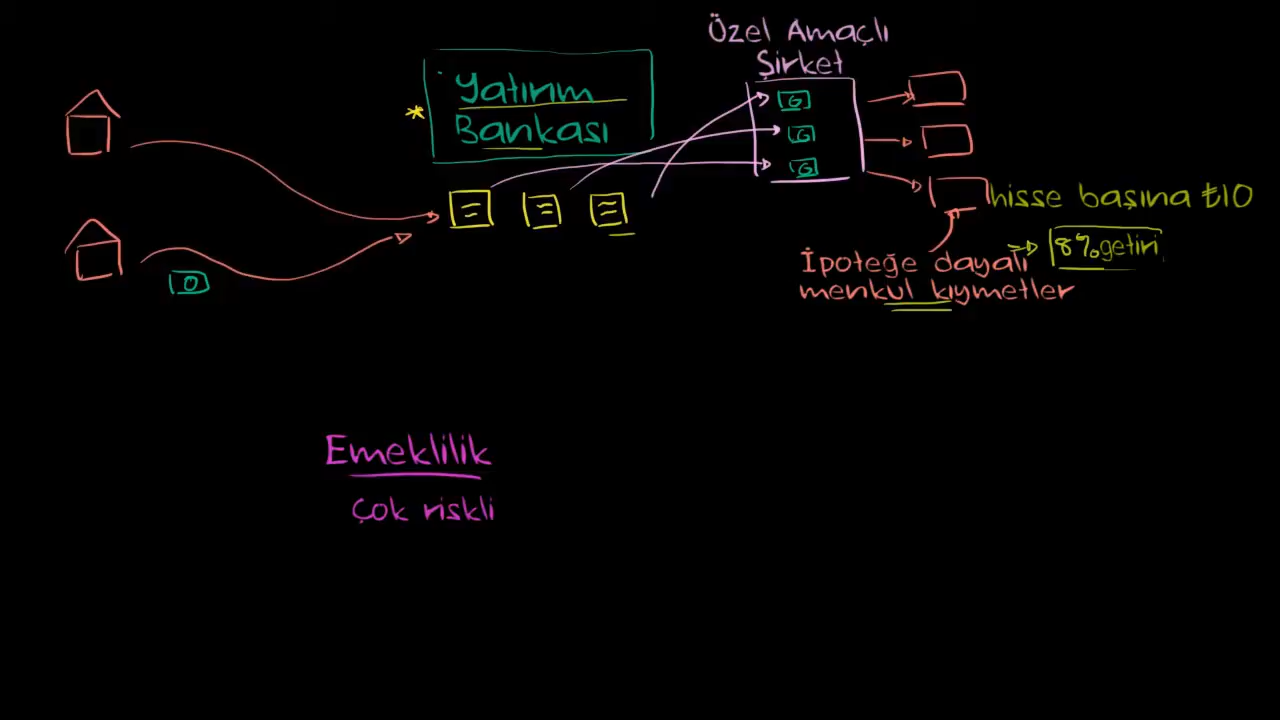 Özel Amaçlı
Şirket
Yatırım
Bankası
G
G
G
hisse başına ₺10
8% getiri
İpoteğe dayalı
menkul kıymetler
Emeklilik
çok riskli